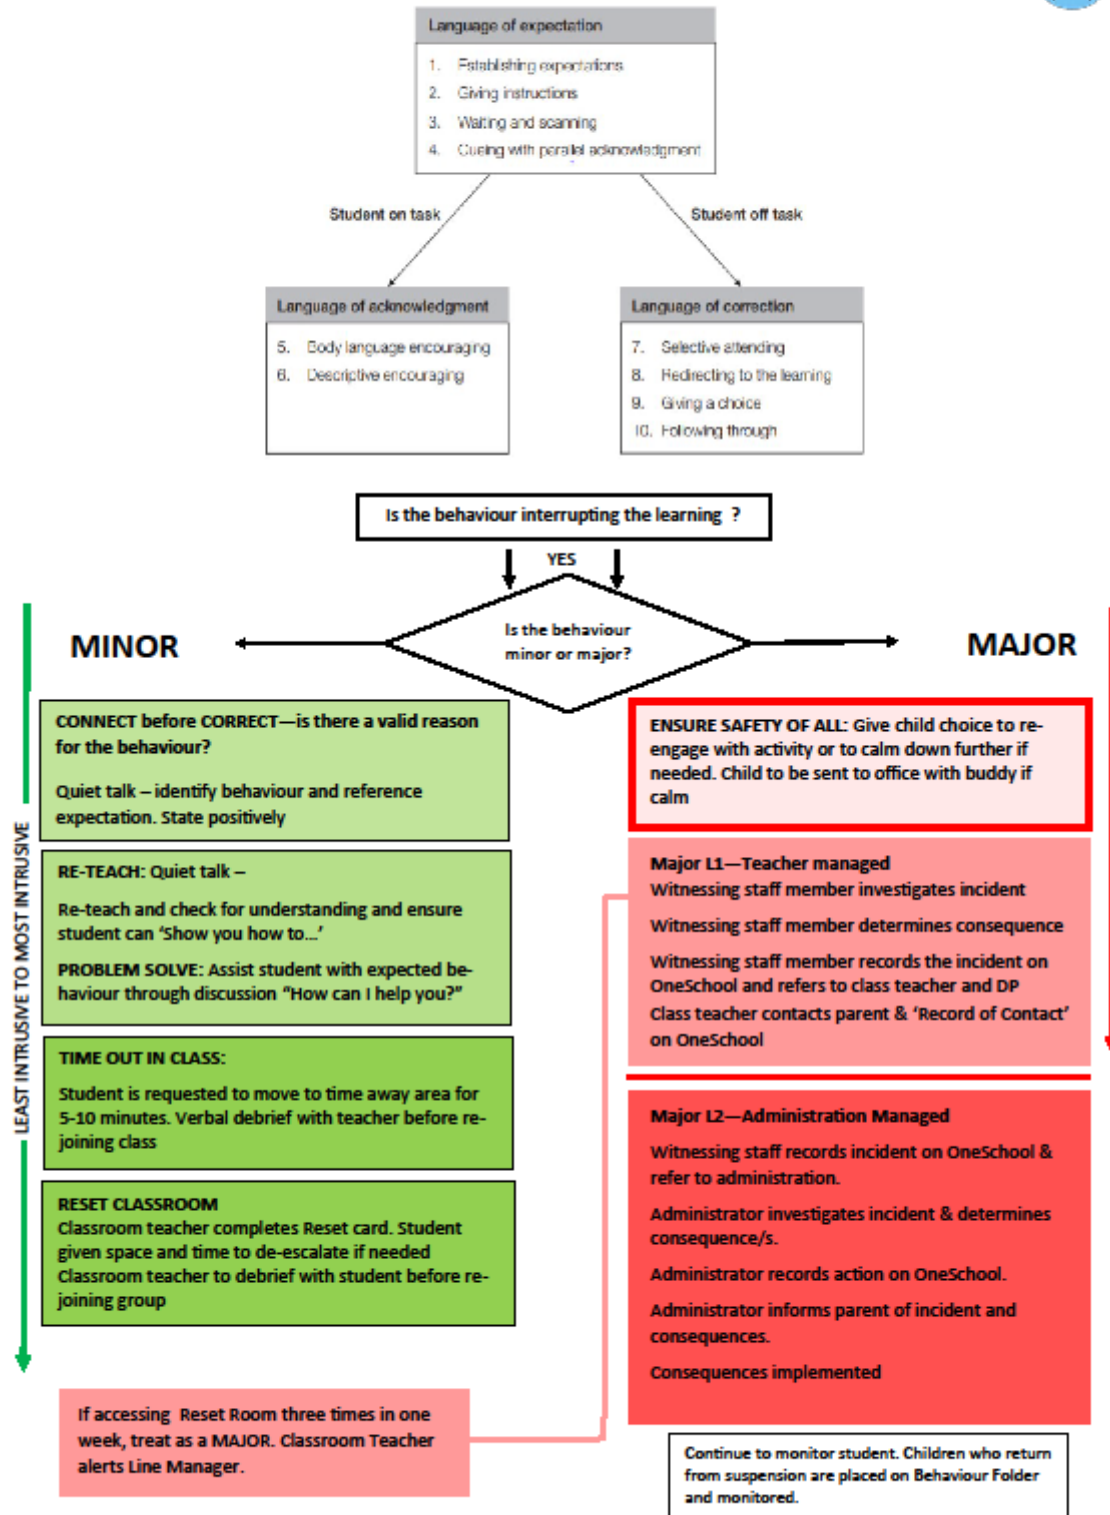 Language of expectation
1. Establishing expectations
2. Giving instructions
3. Waiting and scanning
4. Cueing with parallel acknowledgment
Student on task
Student off task
Language of acknowledgment
5. Body language encouraging
6. Descriptive encouraging
Language of correction
7. Selective attending
8. Redirecting to the learning
9. Giving a choice
10. Following through
Is the behaviour interrupting the learning ?
YES
Is the behaviour
minor or major?
MINOR
MAJOR
LEAST INTRUSIVE TO MOST INTRUSIVE
CONNECT before CORRECT—is there a valid reason
for the behaviour?
Quiet talk – identify behaviour and reference
expectation. State positively
RE-TEACH: Quiet talk –
Re-teach and check for understanding and ensure
student can ‘Show you how to…’
PROBLEM SOLVE: Assist student with expected be-
haviour through discussion “How can I help you?”
TIME OUT IN CLASS:
Student is requested to move to time away area for
5-10 minutes. Verbal debrief with teacher before re-
joining class
RESET CLASSROOM
Classroom teacher completes Reset card. Student
given space and time to de-escalate if needed
Classroom teacher to debrief with student before re-
joining group
If accessing Reset Room three times in one
week, treat as a MAJOR. Classroom Teacher
alerts Line Manager.
ENSURE SAFETY OF ALL: Give child choice to re-
engage with activity or to calm down further if
needed. Child to be sent to office with buddy if
calm
Major L1—Teacher managed
Witnessing staff member investigates incident
Witnessing staff member determines consequence
Witnessing staff member records the incident on
OneSchool and refers to class teacher and DP
Class teacher contacts parent & ‘Record of Contact’
on OneSchool
Major L2—Administration Managed
Witnessing staff records incident on OneSchool &
refer to administration.
Administrator investigates incident & determines
consequence/s.
Administrator records action on OneSchool.
Administrator informs parent of incident and
consequences.
Consequences implemented
Continue to monitor student. Children who return
from suspension are placed on Behaviour Folder
and monitored.